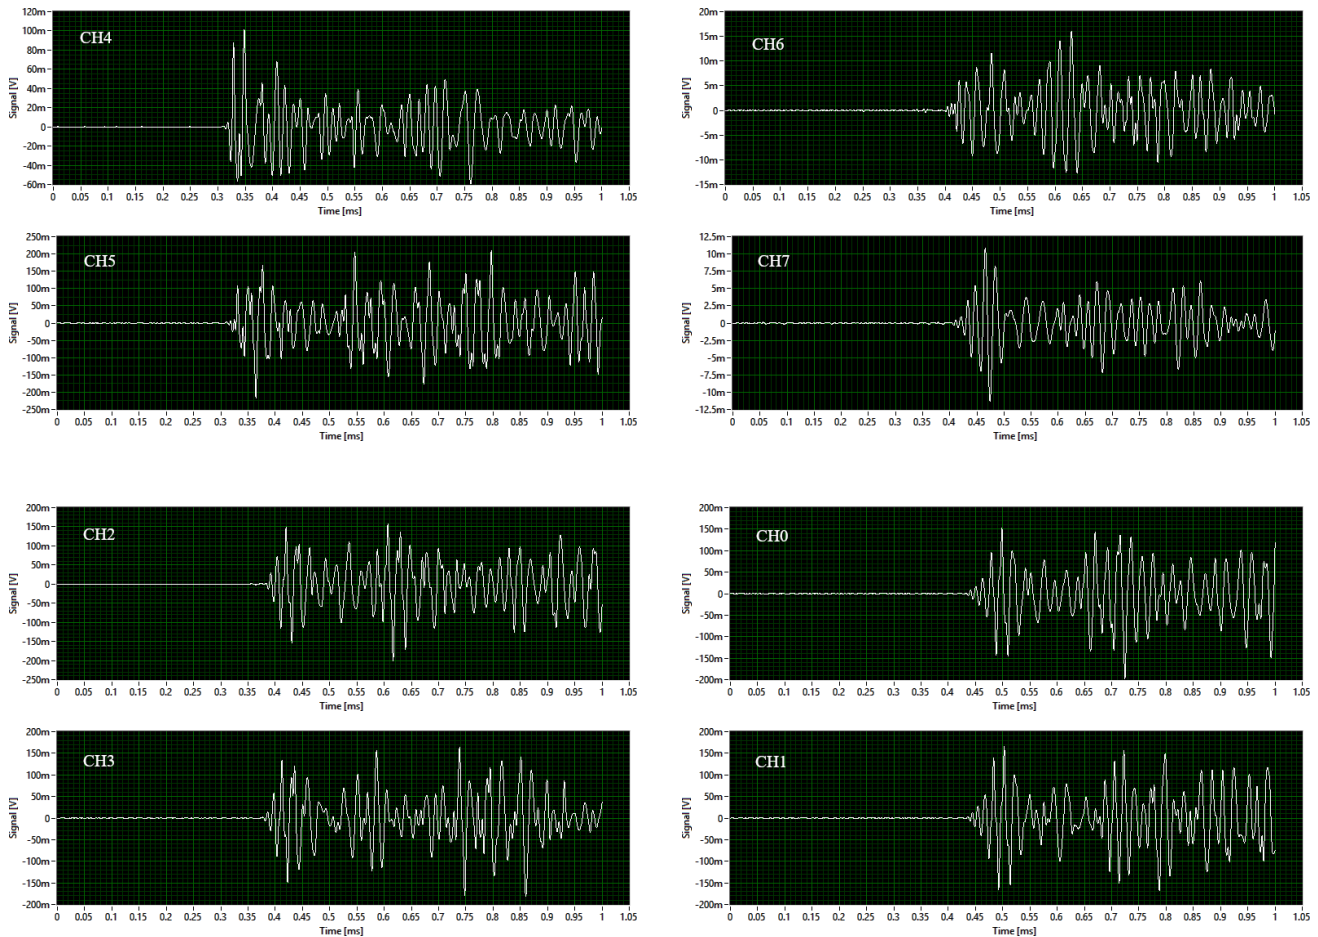 CH4
Signal [V]
120m
100m
80m
60m
40m
20m
0
-20m
-40m
-60m
0 0.05 0.1 0.15 0.2 0.25 0.3 0.35 0.4 0.45 0.5 0.55 0.6 0.65 0.7 0.75 0.8 0.85 0.9 0.95 1 1.05
Time [ms]
CH6
Signal [V]
20m
15m
10m
5m
0
-5m
-10m
-15m
0 0.05 0.1 0.15 0.2 0.25 0.3 0.35 0.4 0.45 0.5 0.55 0.6 0.65 0.7 0.75 0.8 0.85 0.9 0.95 1 1.05
Time [ms]
CH5
Signal [V]
250m
200m
150m
100m
50m
0
-50m
-100m
-150m
-200m
-250m
0 0.05 0.1 0.15 0.2 0.25 0.3 0.35 0.4 0.45 0.5 0.55 0.6 0.65 0.7 0.75 0.8 0.85 0.9 0.95 1 1.05
Time [ms]
CH7
Signal [V]
12.5m
10m
7.5m
5m
2.5m
0
-2.5m
-5m
-7.5m
-10m
-12.5m
0 0.05 0.1 0.15 0.2 0.25 0.3 0.35 0.4 0.45 0.5 0.55 0.6 0.65 0.7 0.75 0.8 0.85 0.9 0.95 1 1.05
Time [ms]
CH2
Signal [V]
200m
150m
100m
50m
0
-50m
-100m
-150m
-200m
-250m
0 0.05 0.1 0.15 0.2 0.25 0.3 0.35 0.4 0.45 0.5 0.55 0.6 0.65 0.7 0.75 0.8 0.85 0.9 0.95 1 1.05
Time [ms]
CH0
Signal [V]
200m
150m
100m
50m
0
-50m
-100m
-150m
-200m
0 0.05 0.1 0.15 0.2 0.25 0.3 0.35 0.4 0.45 0.5 0.55 0.6 0.65 0.7 0.75 0.8 0.85 0.9 0.95 1 1.05
Time [ms]
CH3
Signal [V]
200m
150m
100m
50m
0
-50m
-100m
-150m
-200m
0 0.05 0.1 0.15 0.2 0.25 0.3 0.35 0.4 0.45 0.5 0.55 0.6 0.65 0.7 0.75 0.8 0.85 0.9 0.95 1 1.05
Time [ms]
CH1
Signal [V]
200m
150m
100m
50m
0
-50m
-100m
-150m
-200m
0 0.05 0.1 0.15 0.2 0.25 0.3 0.35 0.4 0.45 0.5 0.55 0.6 0.65 0.7 0.75 0.8 0.85 0.9 0.95 1 1.05
Time [ms]